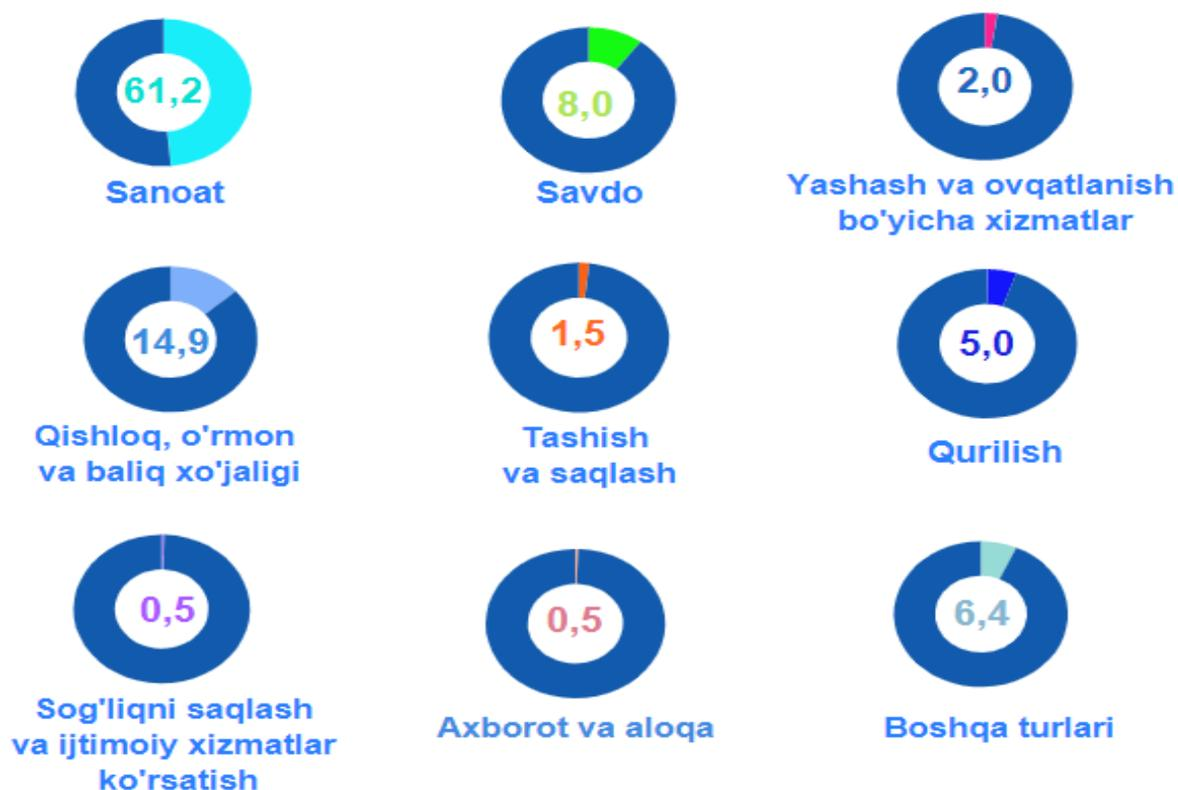 61,2
Sanoat
8,0
Savdo
2,0
Yashash va ovqatlanish
bo'yicha xizmatlar
14,9
Qishloq, o'rmon
va baliq xo'jaligi
1,5
Tashish
va saqlash
5,0
Qurilish
0,5
Sog'liqni saqlash
va ijtimoiy xizmatlar
ko'rsatish
0,5
Axborot va aloqa
6,4
Boshqa turlari